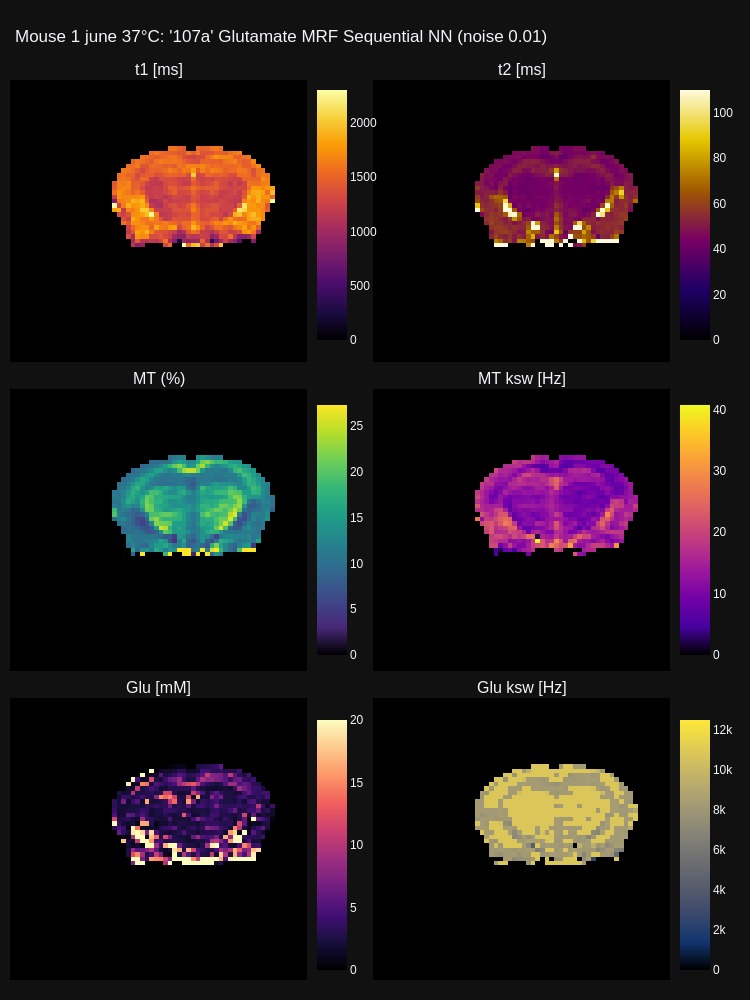 Mouse 1 june 37°C: '107a' Glutamate MRF Sequential NN (noise 0.01)
t1 [ms]
t2 [ms]
2000
1500
1000
500
0
100
80
60
40
20
0
MT (%)
MT ksw [Hz]
25
20
15
10
5
0
40
30
20
10
0
Glu [mM]
Glu ksw [Hz]
20
15
10
5
0
12k
10k
8k
6k
4k
2k
0